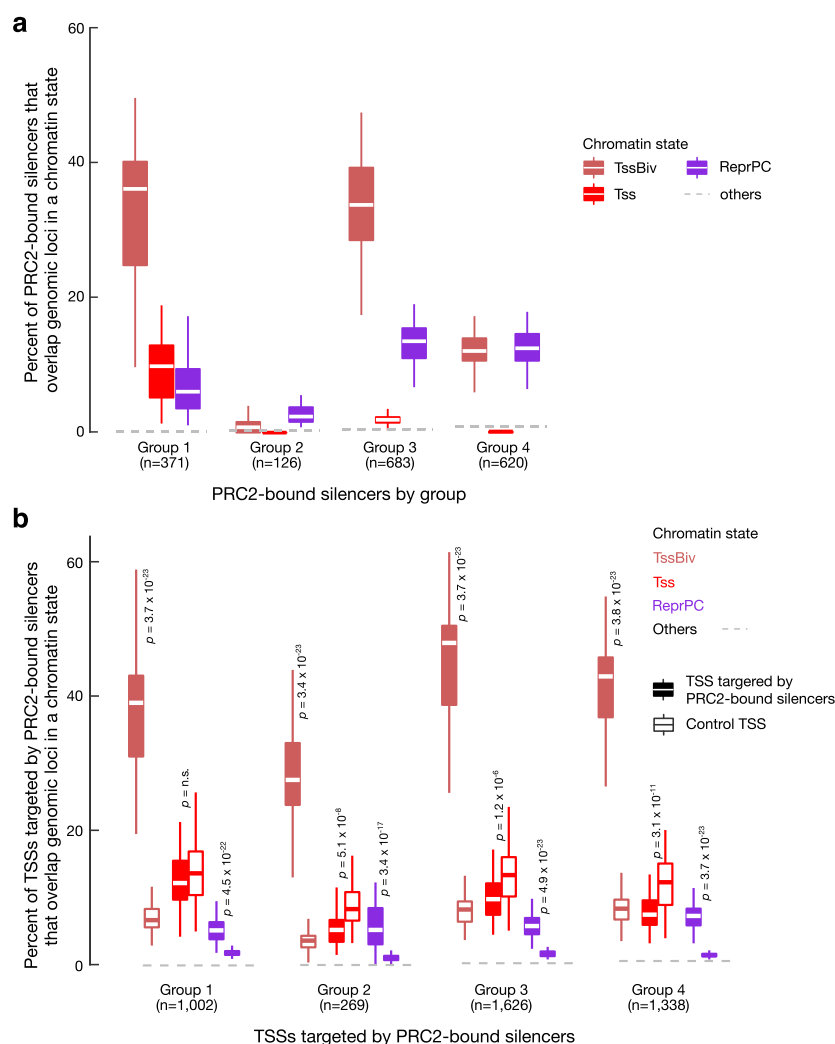 a
Percent of PRC2-bound silencers that
overlap genomic loci in a chromatin state
60
40
20
0
Chromatin state
TssBiv
ReprPC
Tss
others
Group 1
(n=371)
Group 2
(n=126)
Group 3
(n=683)
Group 4
(n=620)
PRC2-bound silencers by group
b
Percent of TSSs targeted by PRC2-bound silencers
that overlap genomic loci in a chromatin state
60
40
20
0
p = 3.7 x 10-23
p = n.s.
p = 4.5 x 10-22
p = 3.4 x 10-23
p = 5.1 x 10-8
p = 3.4 x 10-17
p = 3.7 x 10-23
p = 1.2 x 10-6
p = 4.9 x 10-23
p = 3.8 x 10-23
p = 3.1 x 10-11
p = 3.7 x 10-23
Chromatin state
TssBiv
Tss
ReprPC
Others
TSS targered by
PRC2-bound silencers
Control TSS
Group 1
(n=1,002)
Group 2
(n=269)
Group 3
(n=1,626)
Group 4
(n=1,338)
TSSs targeted by PRC2-bound silencers